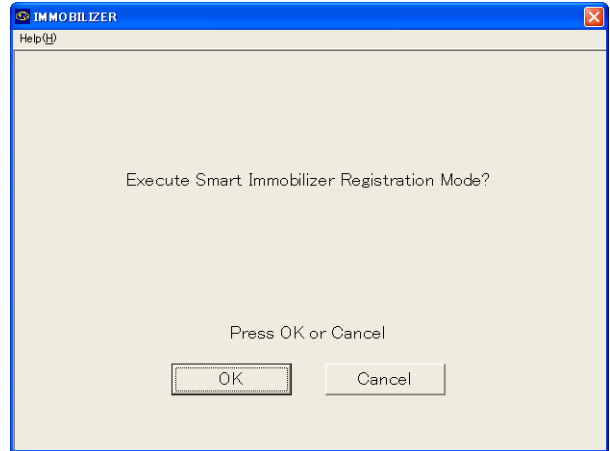 IMMOBILIZER
Help(H)
Execute Smart Immobilizer Registration Mode?
Press OK or Cancel
OK Cancel